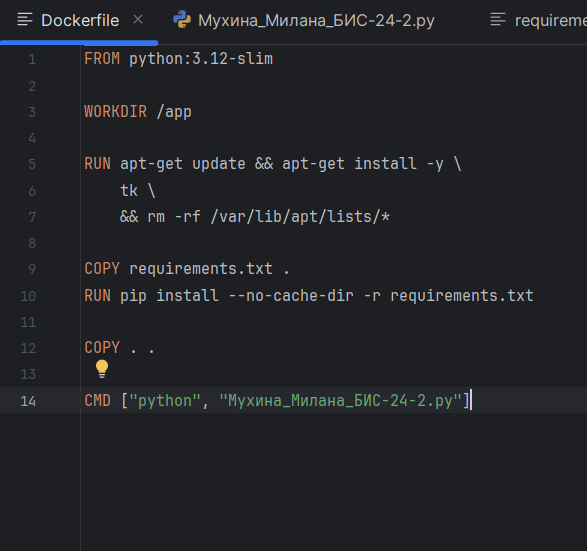 Dockerfile × Мухина_Милана_БИС-24-2.py requireme
1 FROM python:3.12-slim
2
3 WORKDIR /app
4
5 RUN apt-get update && apt-get install -y \
6 tk \
7 && rm -rf /var/lib/apt/lists/*
8
9 COPY requirements.txt .
10 RUN pip install --no-cache-dir -r requirements.txt
11
12 COPY . .
13
14 CMD ["python", "Мухина_Милана_БИС-24-2.py"]